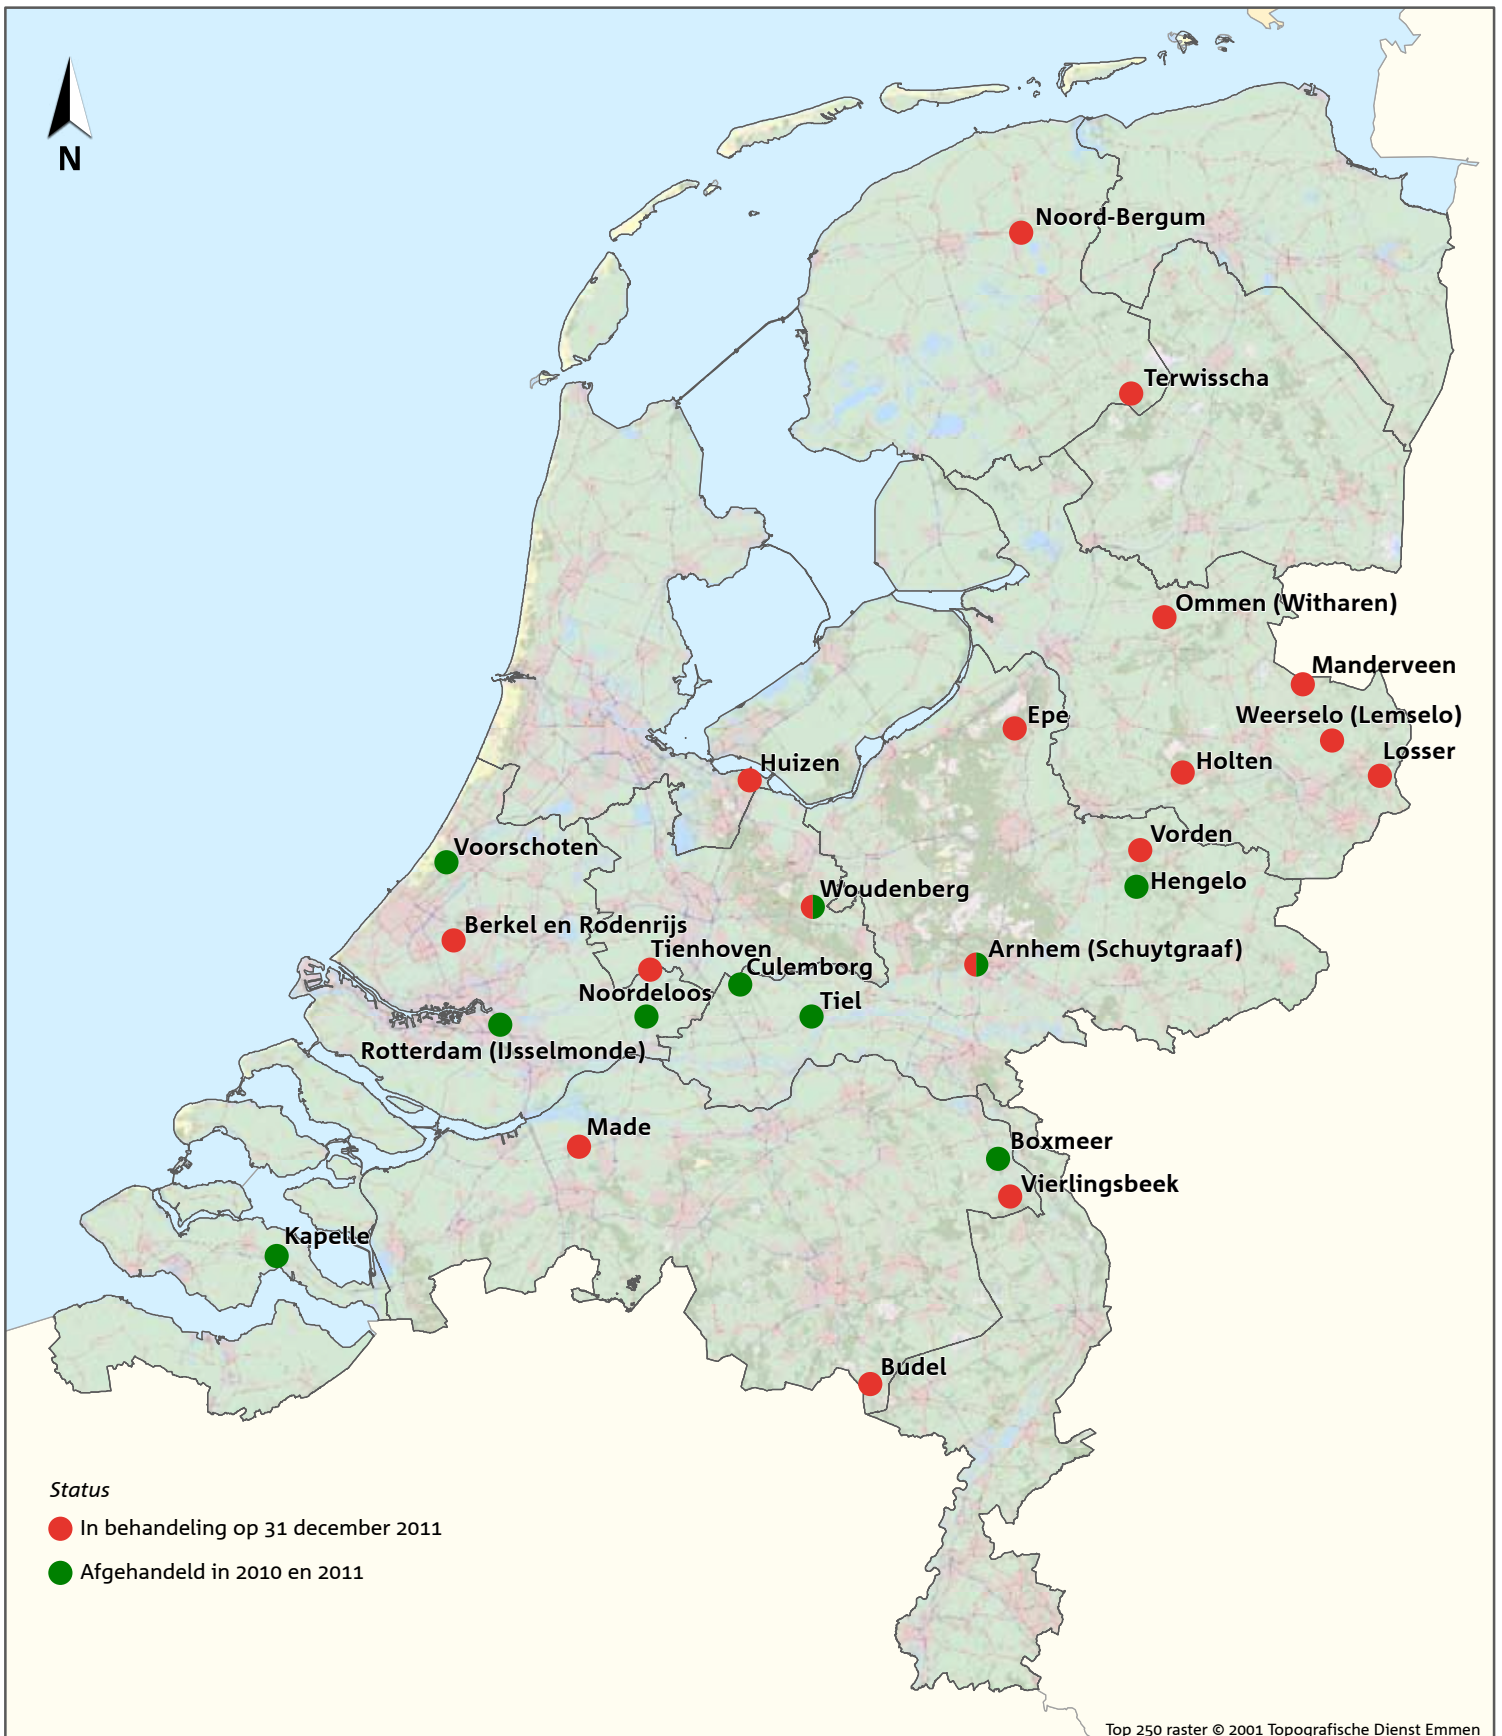 N
Noord-Bergum
Terwisscha
Ommen (Witharen)
Manderveen
Weerselo (Lemselo)
Epe
Losser
Huizen
Holten
Vorden
Voorschoten
Hengelo
Woudenberg
Berkel en Rodenrijs
Tienhoven
Arnhem (Schuytgraaf)
Culemborg
Noordeloos
Tiel
Rotterdam (IJsselmonde)
Made
Boxmeer
Vierlingsbeek
Kapelle
Budel
Status
In behandeling op 31 december 2011
Afgehandeld in 2010 en 2011
Top 250 raster © 2001 Topografische Dienst Emmen